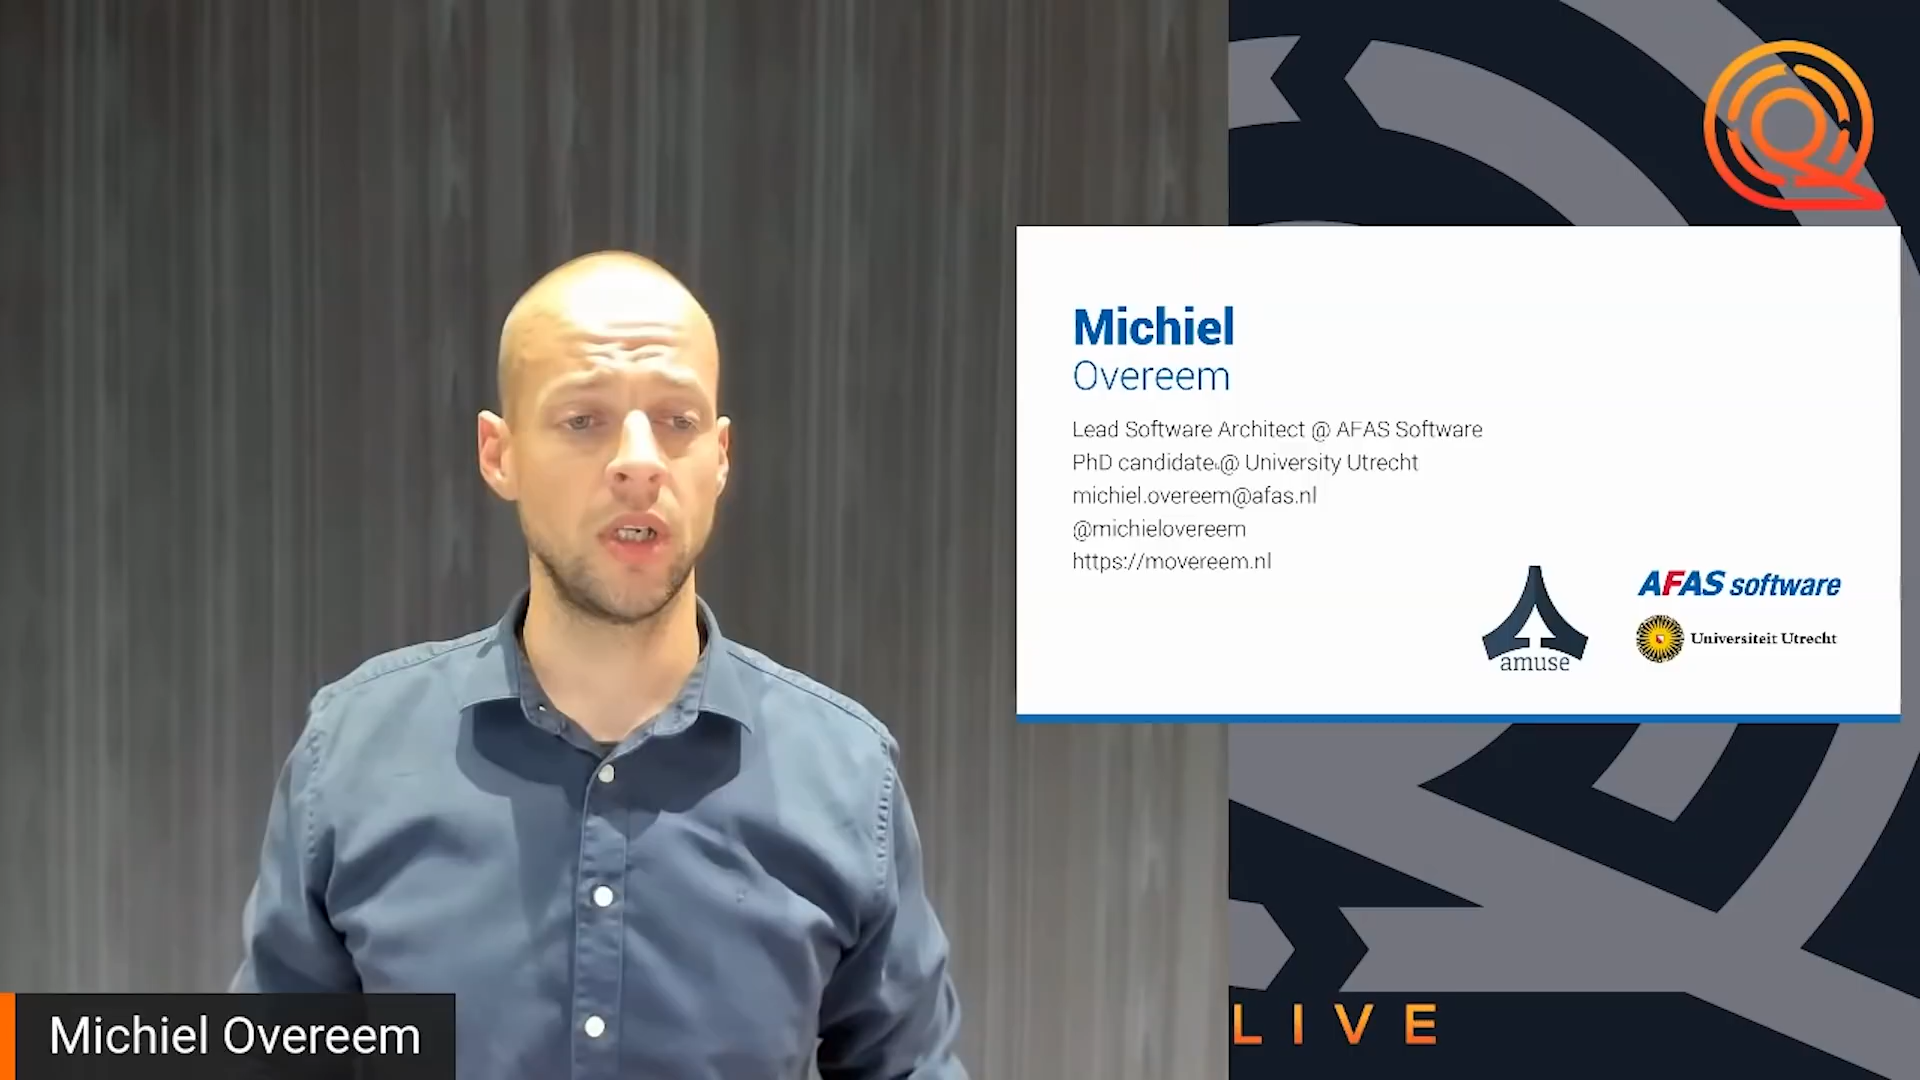 Michiel
Overeem
Lead Software Architect @ AFAS Software
PhD candidate @ University Utrecht
michiel.overeem@afas.nl
@michielovereem
https://movereem.nl
amuse
AFAS software
Universiteit Utrecht
Michiel Overeem
LIVE